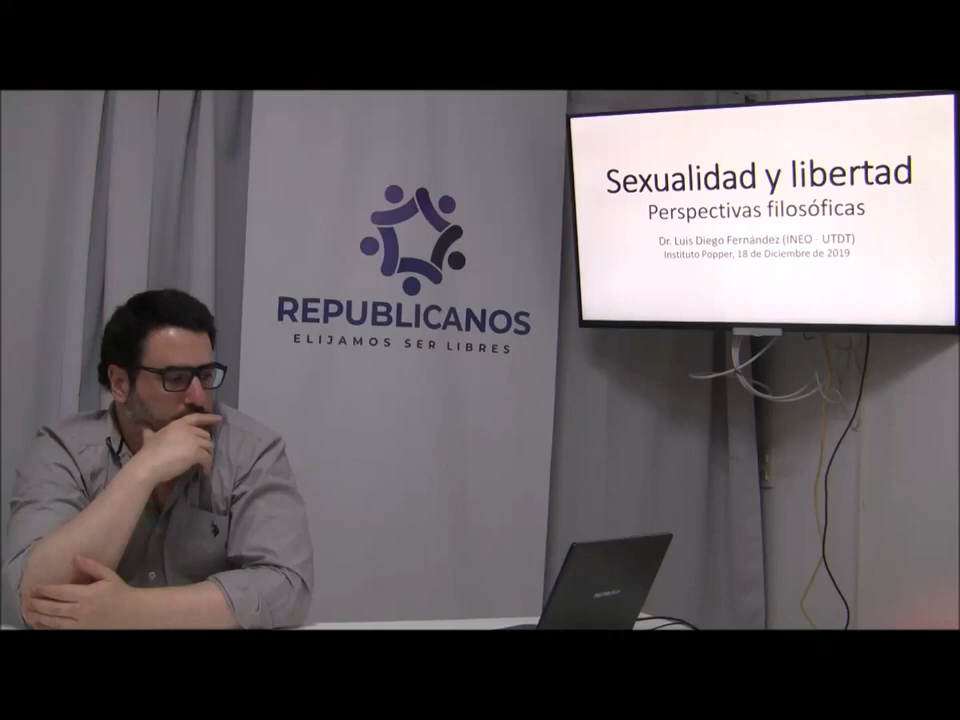 REPUBLICANOS
ELIJAMOS SER LIBRES
Sexualidad y libertad
Perspectivas filosóficas
Dr. Luis Diego Fernández (INEO - UTDT)
Instituto Popper, 18 de Diciembre de 2019